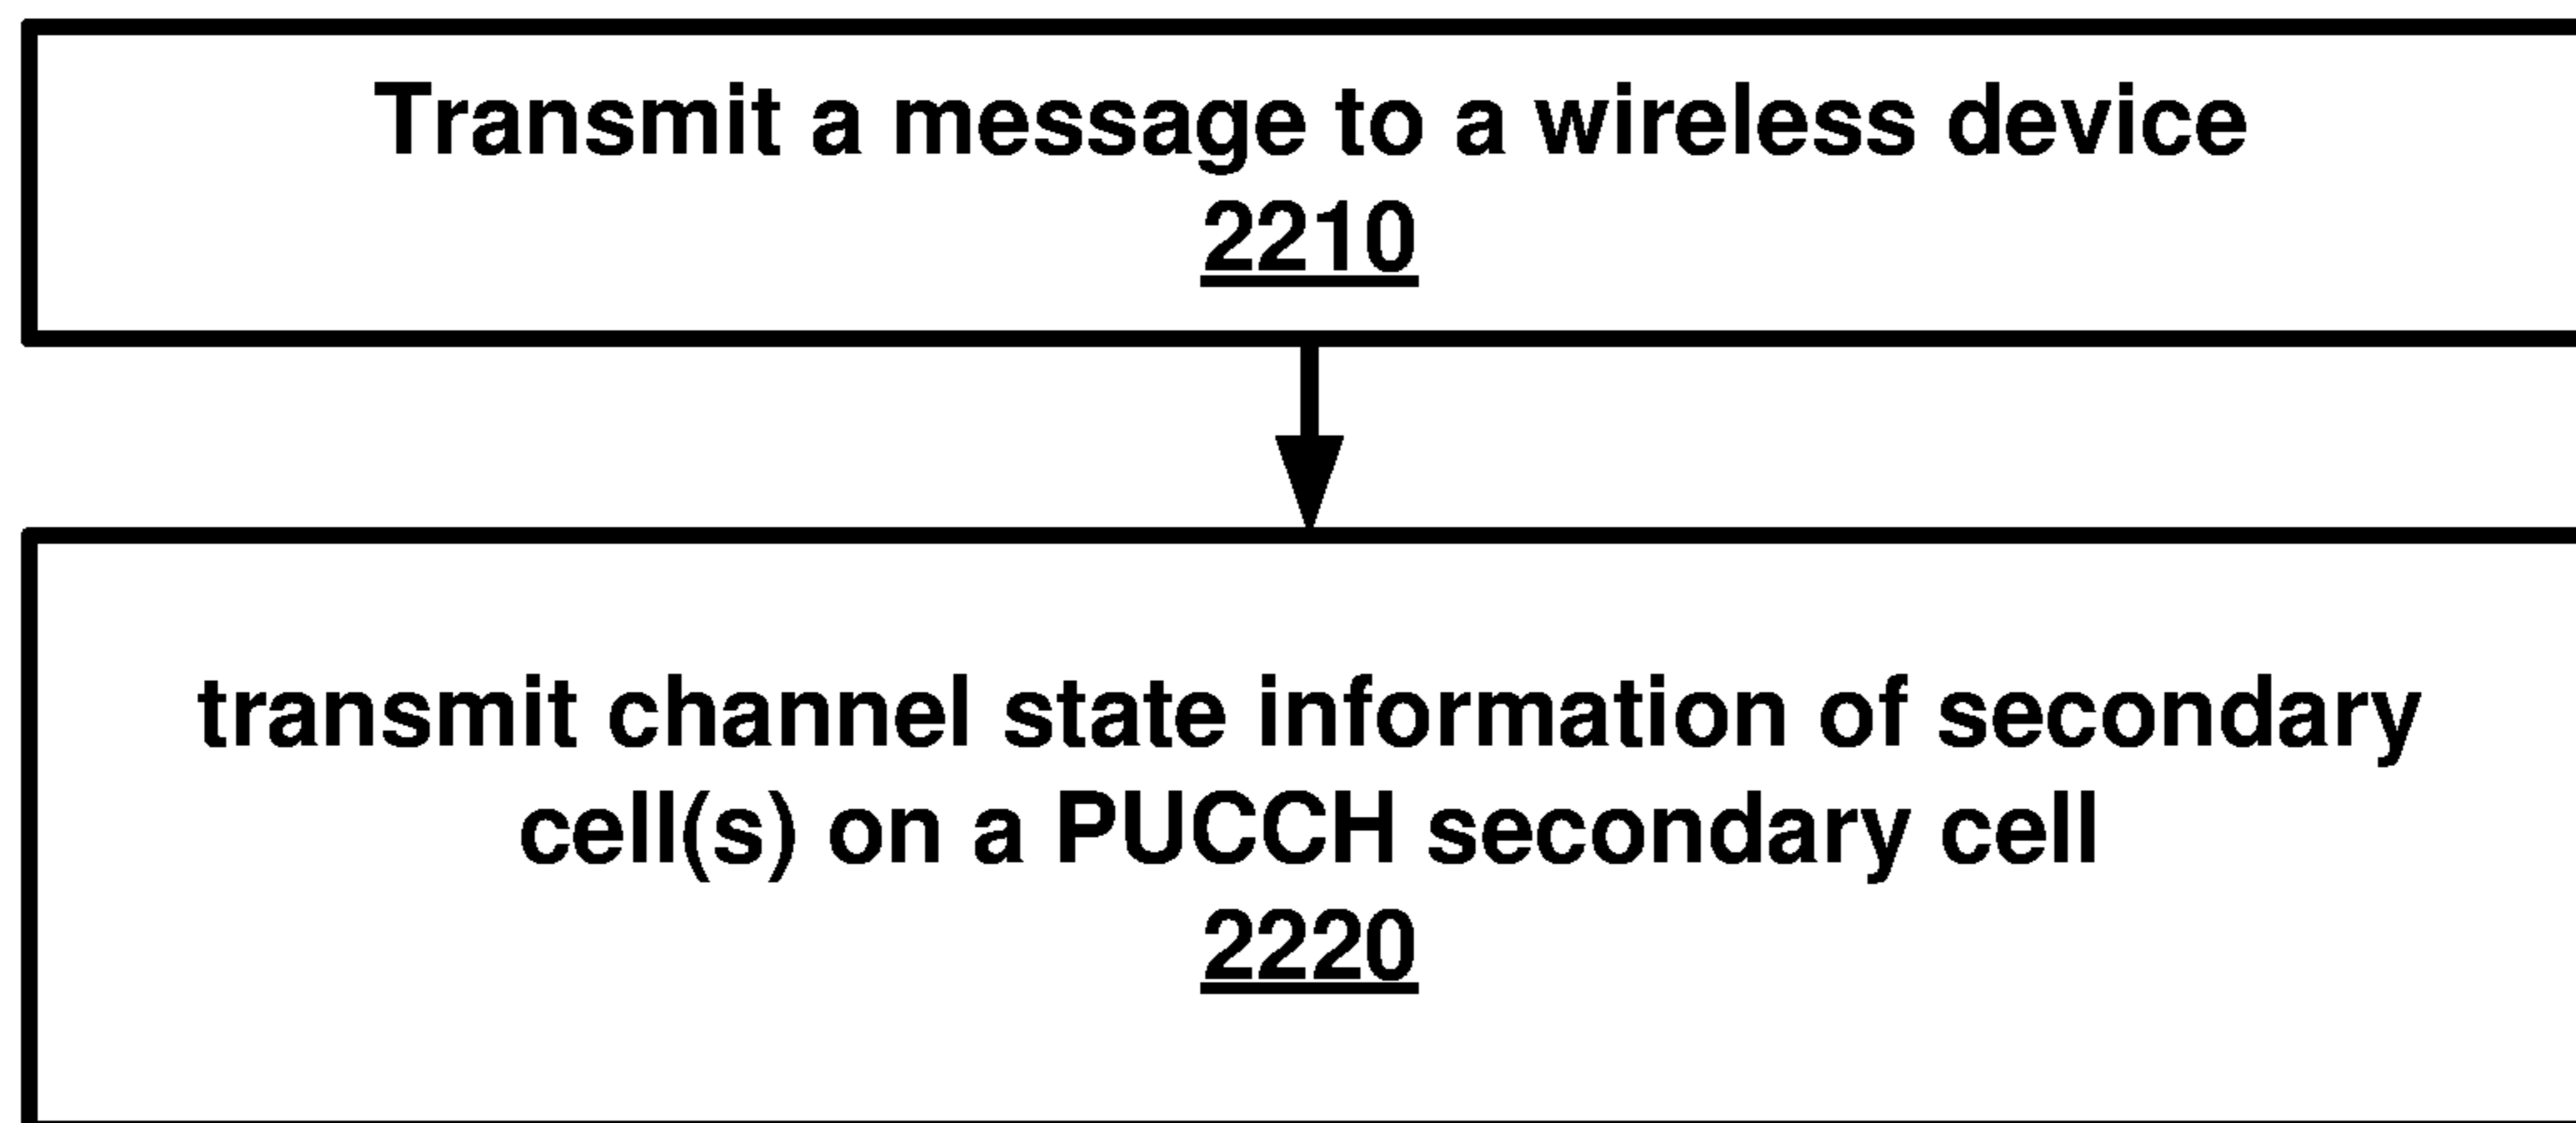 Transmit a message to a wireless device
2210
transmit channel state information of secondary
cell(s) on a PUCCH secondary cell
2220